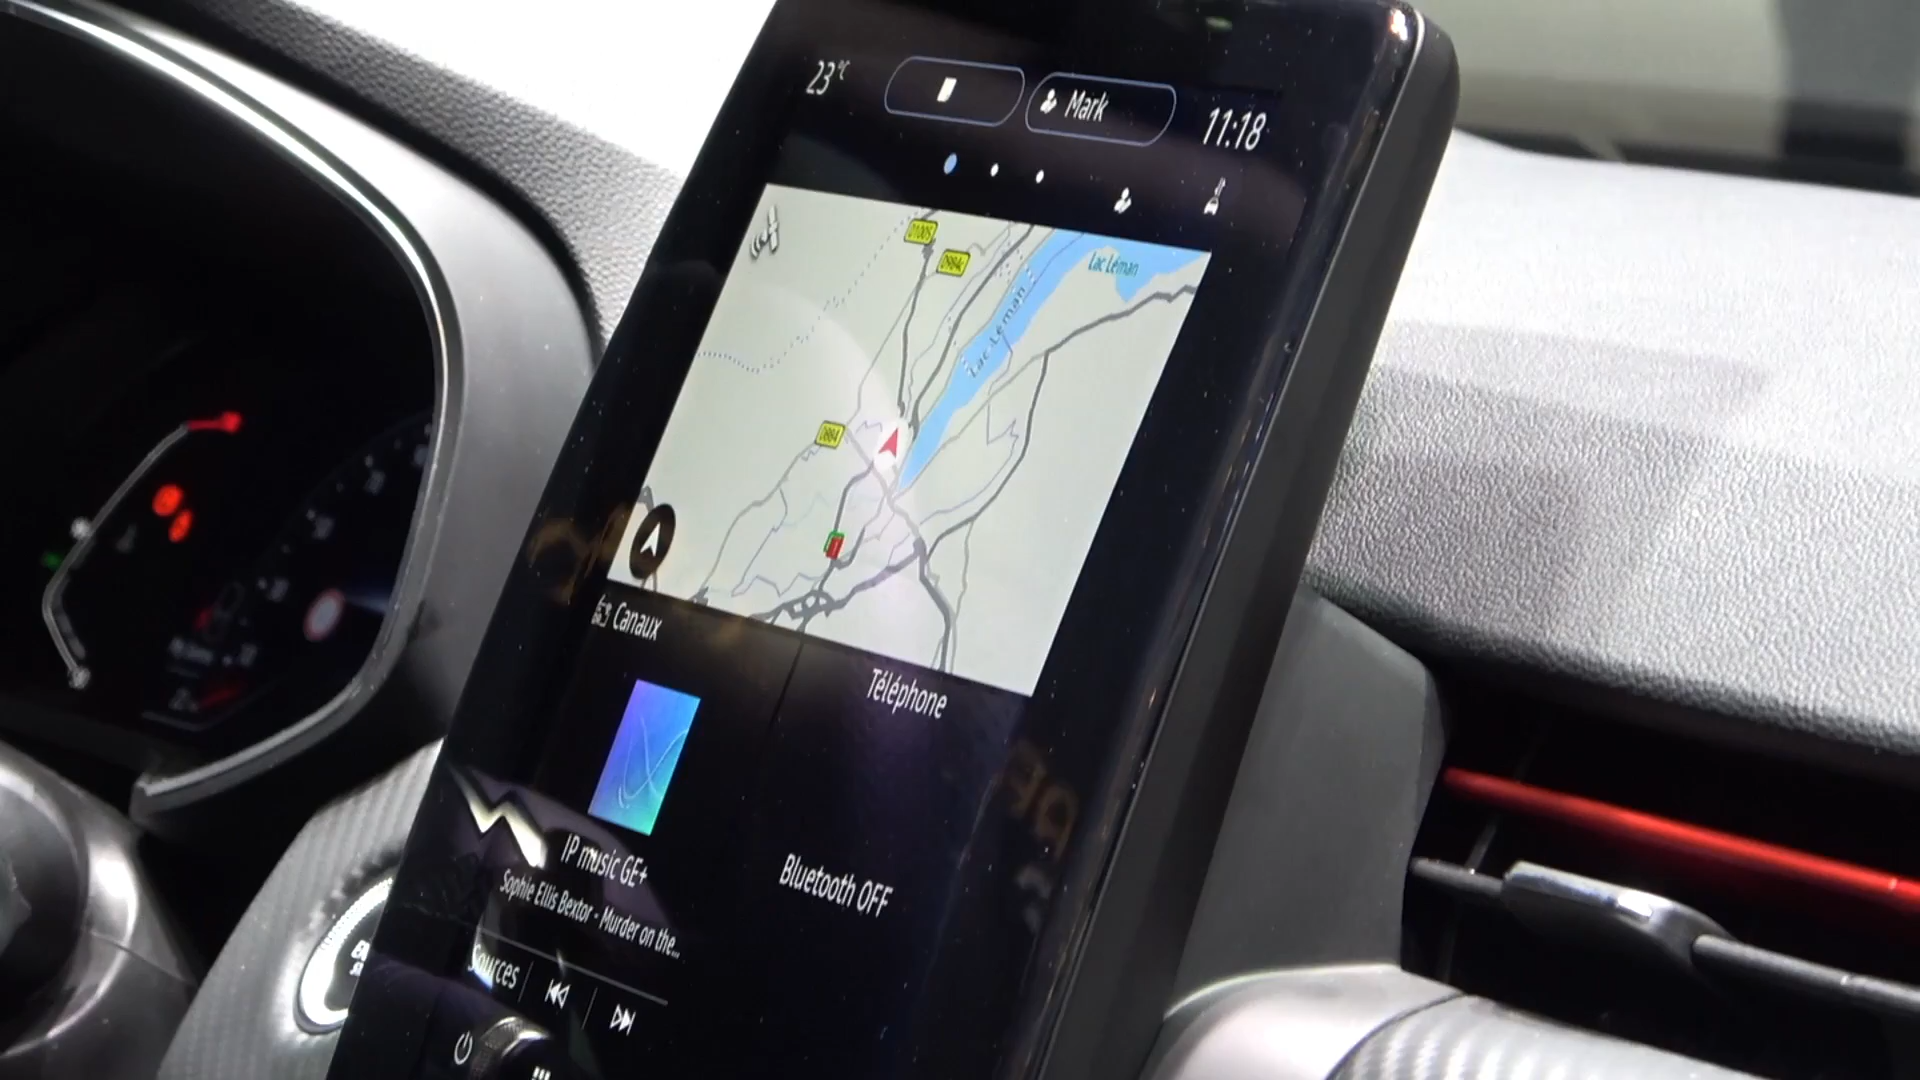 23°C
Mark
11:18
D1005
D984c
Lac Léman
Lac Léman
D884
Canaux
Téléphone
IP music GE+
Sophie Ellis Bextor - Murder on the...
Bluetooth OFF
Sources